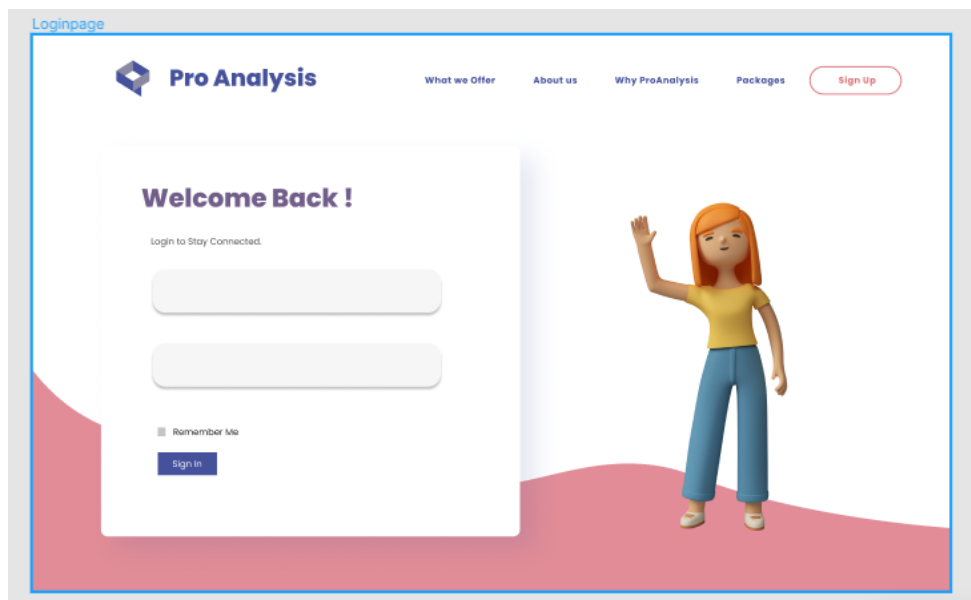 Loginpage
Pro Analysis
What we Offer About us Why ProAnalysis Packages Sign Up
Welcome Back !
Login to Stay Connected.
Remember Me
Sign In